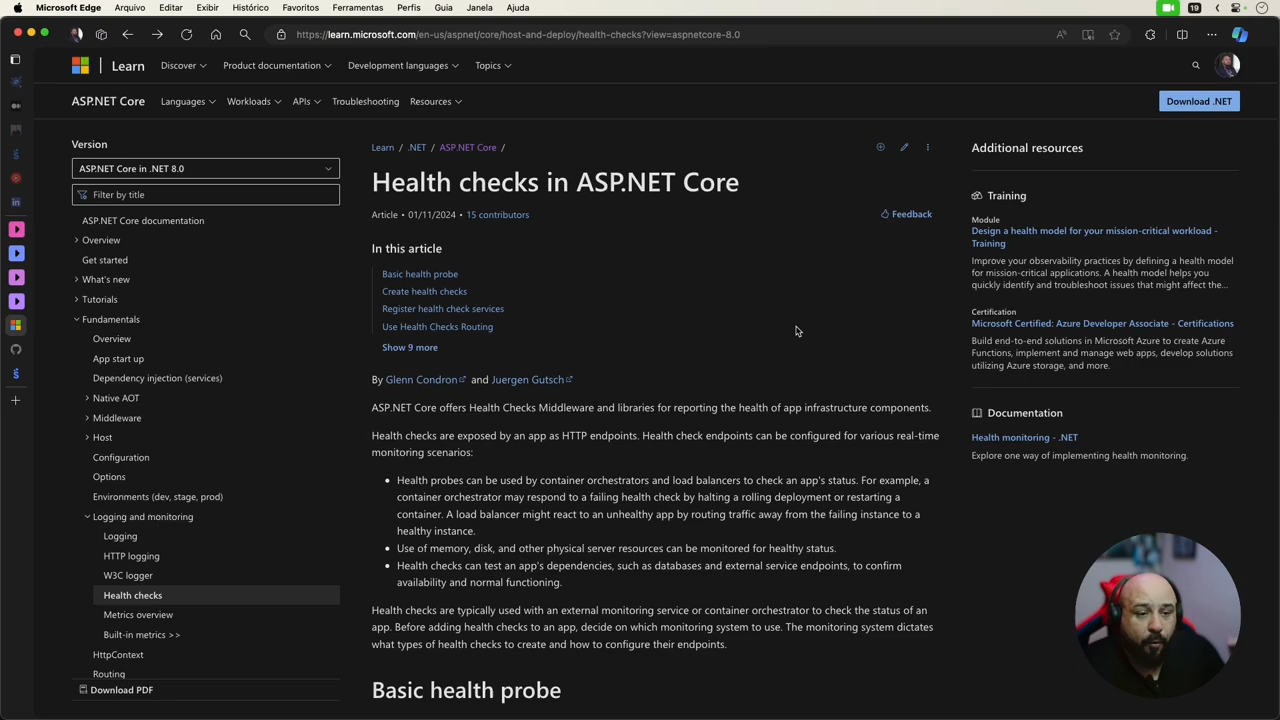 Microsoft Edge Arquivo Editar Exibir Histórico Favoritos Ferramentas Perfis Guia Janela Ajuda
19
https://learn.microsoft.com/en-us/aspnet/core/host-and-deploy/health-checks?view=aspnetcore-8.0
Learn Discover Product documentation Development languages Topics
ASP.NET Core Languages Workloads APIs Troubleshooting Resources Download .NET
Version
ASP.NET Core in .NET 8.0
Filter by title
ASP.NET Core documentation
Overview
Get started
What's new
Tutorials
Fundamentals
Overview
App start up
Dependency injection (services)
Native AOT
Middleware
Host
Configuration
Options
Environments (dev, stage, prod)
Logging and monitoring
Logging
HTTP logging
W3C logger
Health checks
Metrics overview
Built-in metrics >>
HttpContext
Routing
Download PDF
Learn / .NET / ASP.NET Core /
Health checks in ASP.NET Core
Article • 01/11/2024 • 15 contributors
Feedback
In this article
Basic health probe
Create health checks
Register health check services
Use Health Checks Routing
Show 9 more
By Glenn Condron and Juergen Gutsch
ASP.NET Core offers Health Checks Middleware and libraries for reporting the health of app infrastructure components.
Health checks are exposed by an app as HTTP endpoints. Health check endpoints can be configured for various real-time
monitoring scenarios:
• Health probes can be used by container orchestrators and load balancers to check an app's status. For example, a
container orchestrator may respond to a failing health check by halting a rolling deployment or restarting a
container. A load balancer might react to an unhealthy app by routing traffic away from the failing instance to a
healthy instance.
• Use of memory, disk, and other physical server resources can be monitored for healthy status.
• Health checks can test an app's dependencies, such as databases and external service endpoints, to confirm
availability and normal functioning.
Health checks are typically used with an external monitoring service or container orchestrator to check the status of an
app. Before adding health checks to an app, decide on which monitoring system to use. The monitoring system dictates
what types of health checks to create and how to configure their endpoints.
Basic health probe
Additional resources
Training
Module
Design a health model for your mission-critical workload -
Training
Improve your observability practices by defining a health model
for mission-critical applications. A health model helps you
quickly identify and troubleshoot issues that might affect the...
Certification
Microsoft Certified: Azure Developer Associate - Certifications
Build end-to-end solutions in Microsoft Azure to create Azure
Functions, implement and manage web apps, develop solutions
utilizing Azure storage, and more.
Documentation
Health monitoring - .NET
Explore one way of implementing health monitoring.